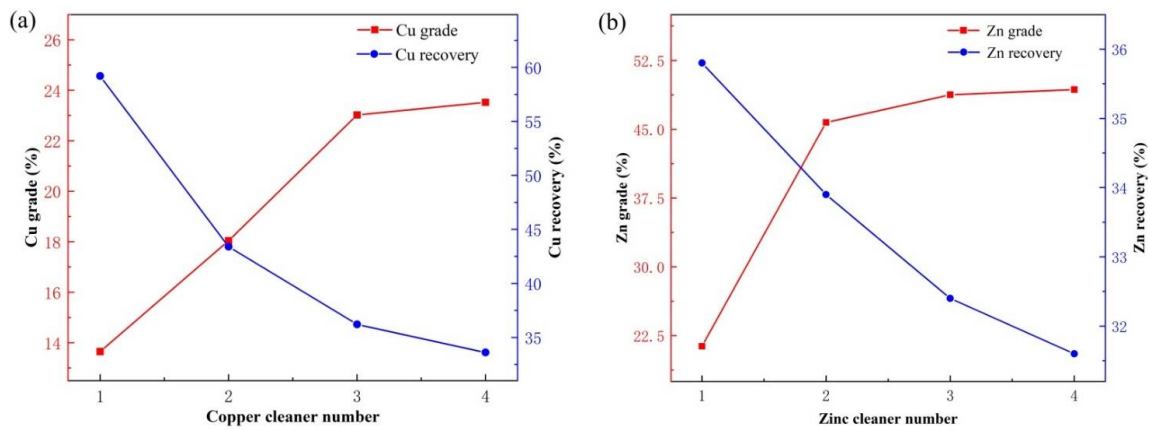 (a)
Cu grade
Cu recovery
26
24
22
20
18
16
14
Cu grade (%)
60
55
50
45
40
35
Cu recovery (%)
1 2 3 4
Copper cleaner number
(b)
Zn grade
Zn recovery
52.5
45.0
37.5
30.0
22.5
Zn grade (%)
36
35
34
33
32
Zn recovery (%)
1 2 3 4
Zinc cleaner number